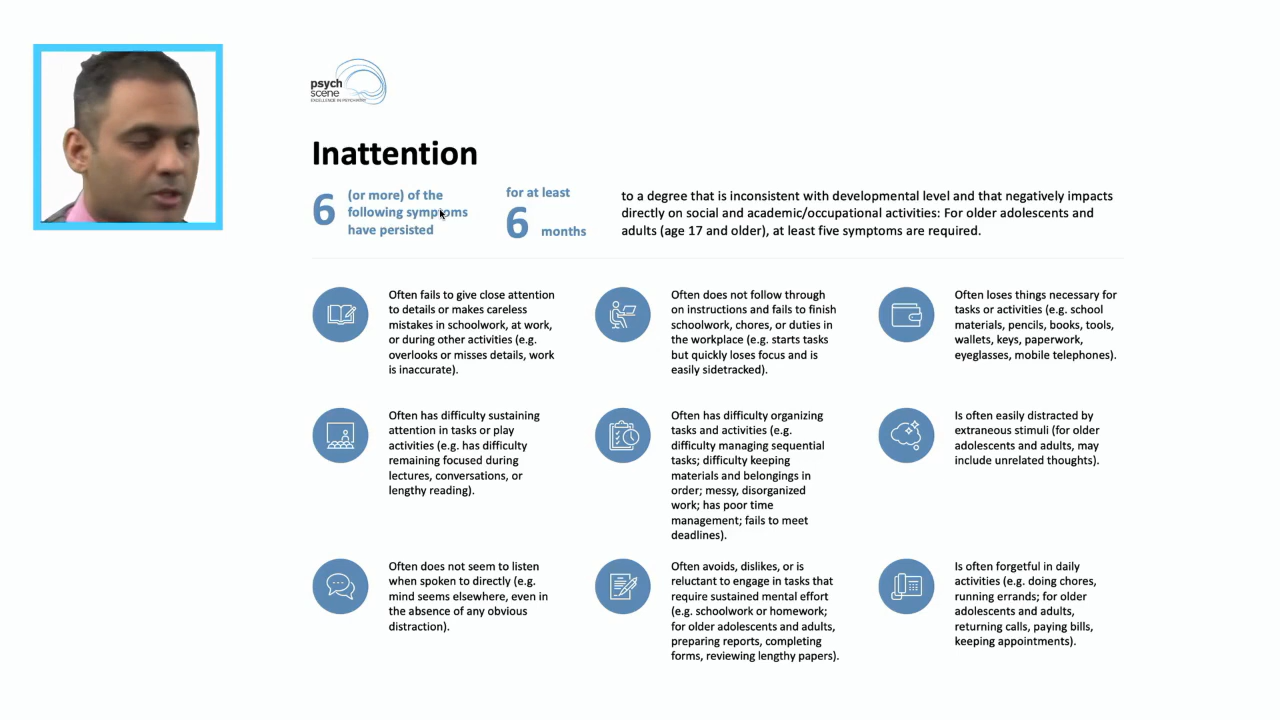 psych
scene
EXCELLENCE IN PSYCHIATRY
Inattention
6
(or more) of the
following symptoms
have persisted
for at least
6 months
to a degree that is inconsistent with developmental level and that negatively impacts
directly on social and academic/occupational activities: For older adolescents and
adults (age 17 and older), at least five symptoms are required.
Often fails to give close attention
to details or makes careless
mistakes in schoolwork, at work,
or during other activities (e.g.
overlooks or misses details, work
is inaccurate).
Often does not follow through
on instructions and fails to finish
schoolwork, chores, or duties in
the workplace (e.g. starts tasks
but quickly loses focus and is
easily sidetracked).
Often loses things necessary for
tasks or activities (e.g. school
materials, pencils, books, tools,
wallets, keys, paperwork,
eyeglasses, mobile telephones).
Often has difficulty sustaining
attention in tasks or play
activities (e.g. has difficulty
remaining focused during
lectures, conversations, or
lengthy reading).
Often has difficulty organizing
tasks and activities (e.g.
difficulty managing sequential
tasks; difficulty keeping
materials and belongings in
order; messy, disorganized
work; has poor time
management; fails to meet
deadlines).
Is often easily distracted by
extraneous stimuli (for older
adolescents and adults, may
include unrelated thoughts).
Often does not seem to listen
when spoken to directly (e.g.
mind seems elsewhere, even in
the absence of any obvious
distraction).
Often avoids, dislikes, or is
reluctant to engage in tasks that
require sustained mental effort
(e.g. schoolwork or homework;
for older adolescents and adults,
preparing reports, completing
forms, reviewing lengthy papers).
Is often forgetful in daily
activities (e.g. doing chores,
running errands; for older
adolescents and adults,
returning calls, paying bills,
keeping appointments).